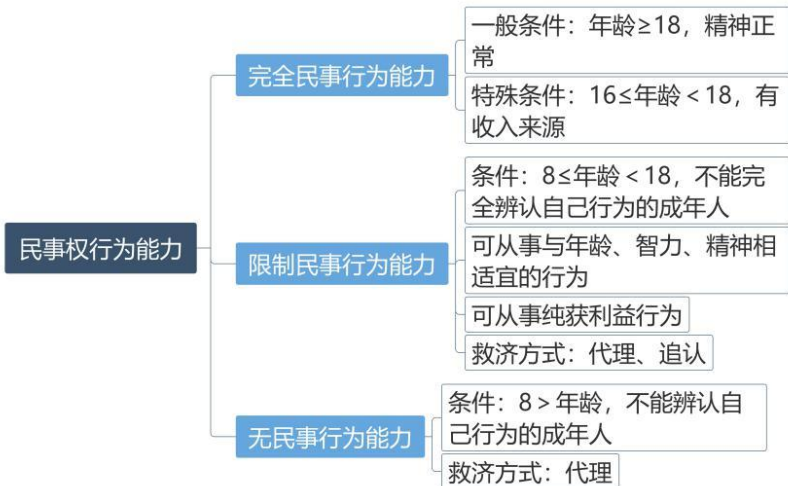 民事权行为能力
完全民事行为能力
一般条件：年龄≥18，精神正
常
特殊条件：16≤年龄＜18，有
收入来源
限制民事行为能力
条件：8≤年龄＜18，不能完
全辨认自己行为的成年人
可从事与年龄、智力、精神相
适宜的行为
可从事纯获利益行为
救济方式：代理、追认
无民事行为能力
条件：8＞年龄，不能辨认自
己行为的成年人
救济方式：代理